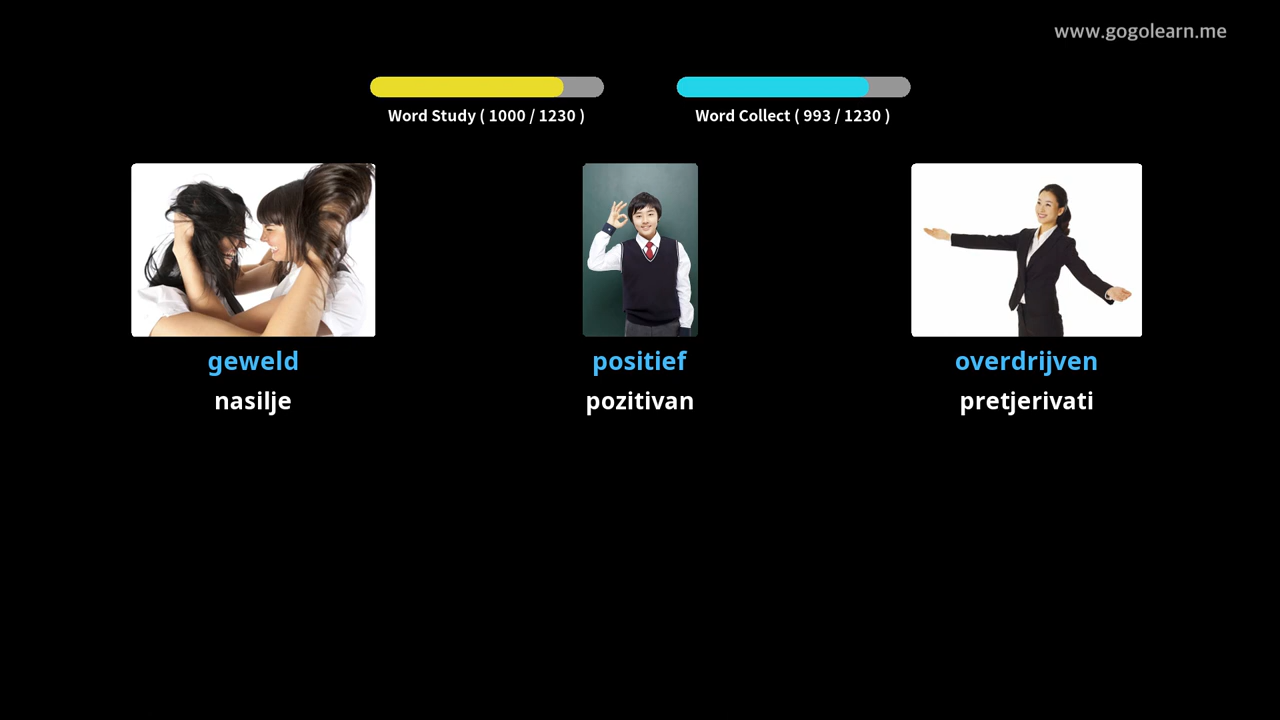 www.gogolearn.me
Word Study ( 1000 / 1230 )
Word Collect ( 993 / 1230 )
geweld
positief
overdrijven
nasilje
pozitivan
pretjerivati